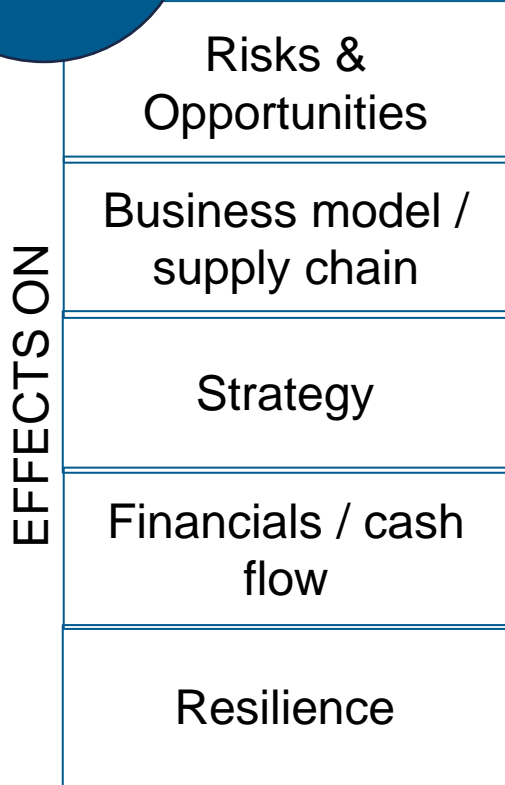 EFFECTS ON
Risks &
Opportunities
Business model /
supply chain
Strategy
Financials / cash
flow
Resilience